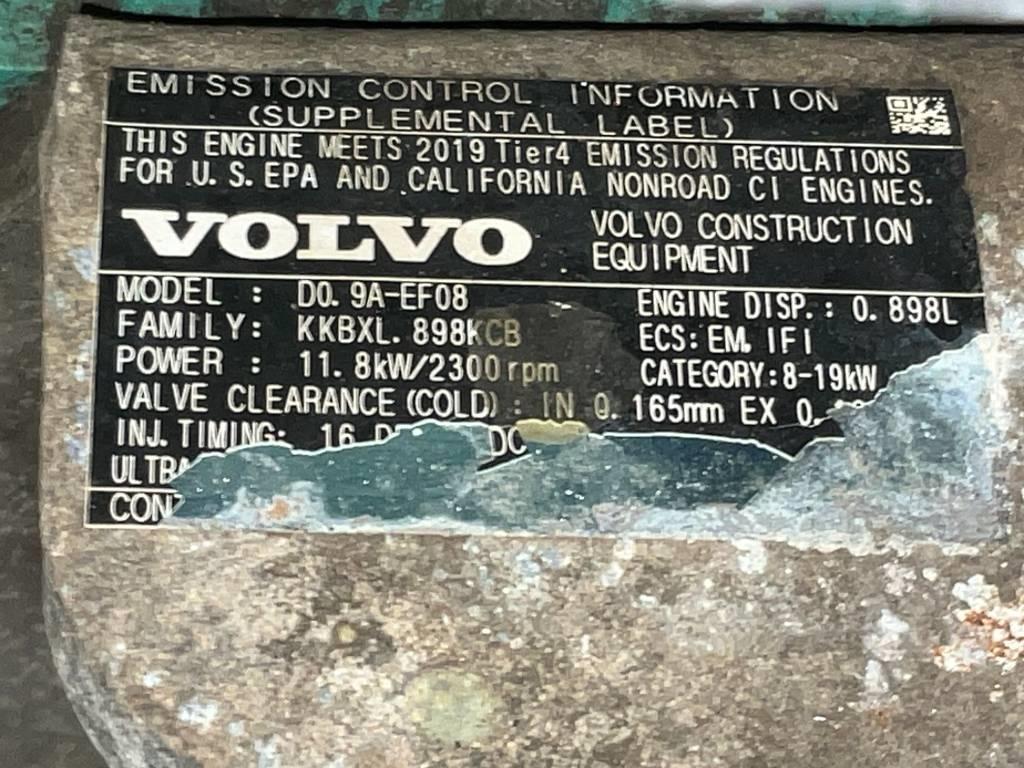 EMISSION CONTROL INFORMATION
(SUPPLEMENTAL LABEL)
THIS ENGINE MEETS 2019 Tier4 EMISSION REGULATIONS
FOR U.S.EPA AND CALIFORNIA NONROAD CI ENGINES.
VOLVO
VOLVO CONSTRUCTION
EQUIPMENT
MODEL : D0.9A-EF08
ENGINE DISP.: 0.898L
FAMILY: KKBXL.898KCB
ECS: EM, IFI
POWER : 11.8kW/2300rpm
CATEGORY:8-19kW
VALVE CLEARANCE(COLD): IN 0.165mm EX
INJ.TIMING: 16